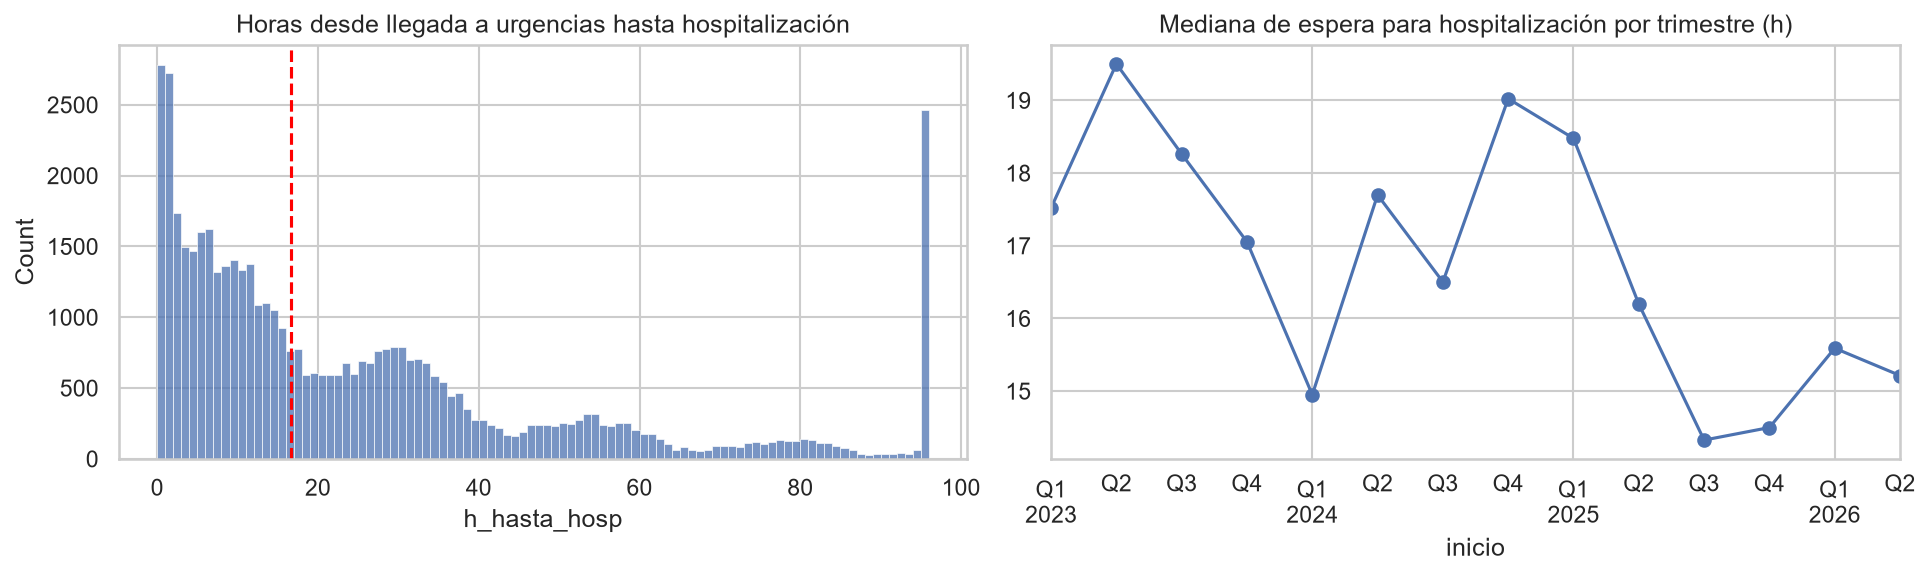 Horas desde llegada a urgencias hasta hospitalización
Count
2500
2000
1500
1000
500
0
0 20 40 60 80 100
h_hasta_hosp
Mediana de espera para hospitalización por trimestre (h)
19
18
17
16
15
Q1 Q2 Q3 Q4 Q1 Q2 Q3 Q4 Q1 Q2 Q3 Q4 Q1 Q2
2023 2024 2025 2026
inicio